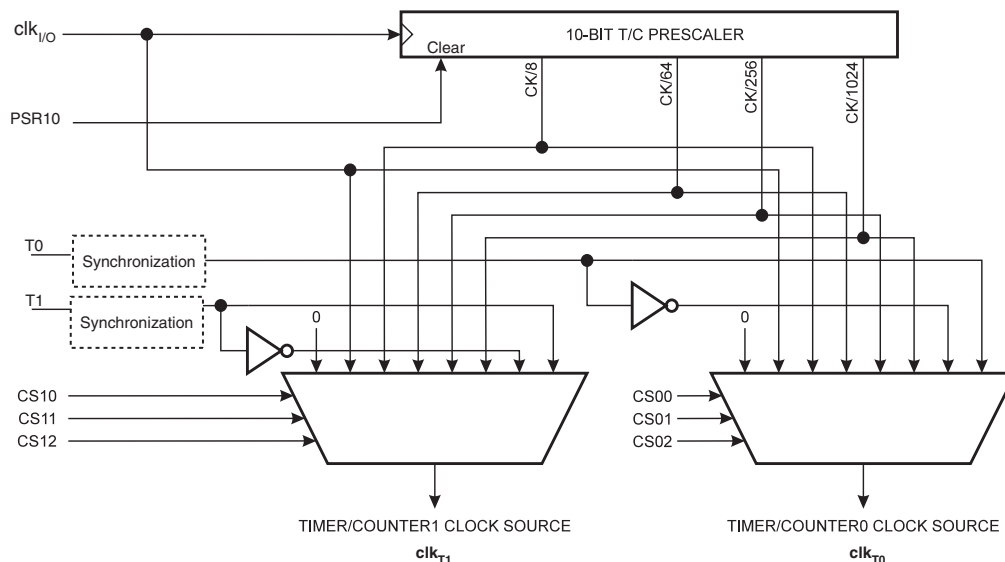 clkI/O
10-BIT T/C PRESCALER
Clear
CK/8
CK/64
CK/256
CK/1024
PSR10
T0
Synchronization
T1
Synchronization
0
0
CS10
CS11
CS12
CS00
CS01
CS02
TIMER/COUNTER1 CLOCK SOURCE
clkT1
TIMER/COUNTER0 CLOCK SOURCE
clkT0